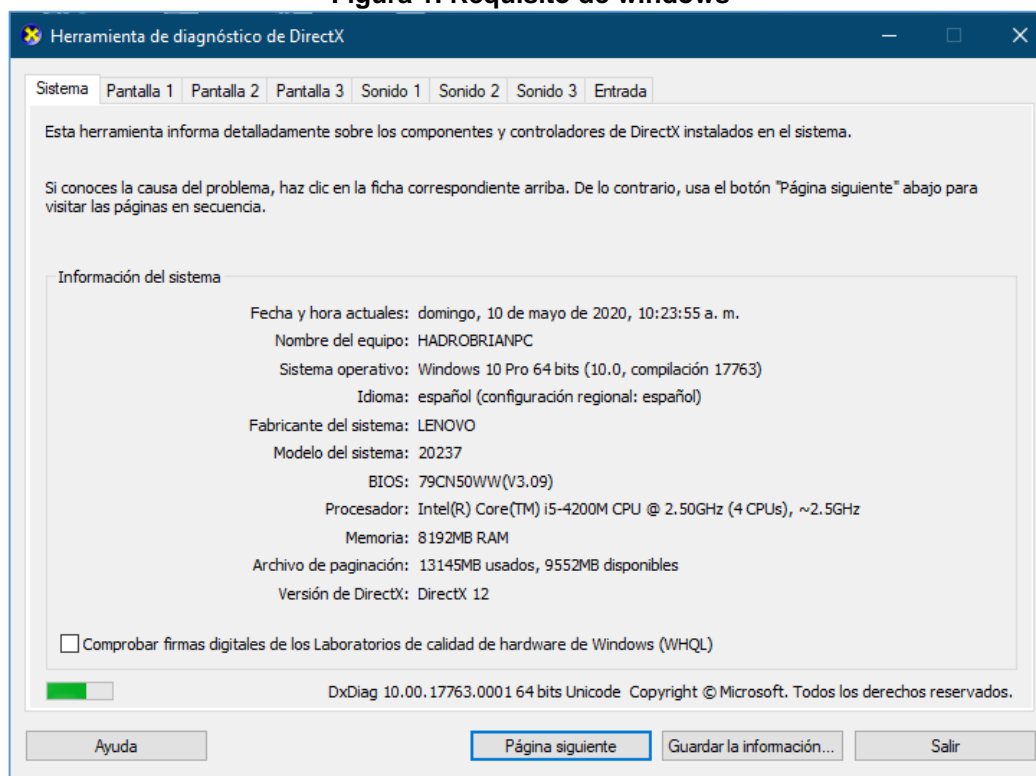 Figura 1. Requisito de windows
Herramienta de diagnóstico de DirectX
Sistema Pantalla 1 Pantalla 2 Pantalla 3 Sonido 1 Sonido 2 Sonido 3 Entrada
Esta herramienta informa detalladamente sobre los componentes y controladores de DirectX instalados en el sistema.
Si conoces la causa del problema, haz clic en la ficha correspondiente arriba. De lo contrario, usa el botón "Página siguiente" abajo para
visitar las páginas en secuencia.
Información del sistema
Fecha y hora actuales: domingo, 10 de mayo de 2020, 10:23:55 a. m.
Nombre del equipo: HADROBRIANPC
Sistema operativo: Windows 10 Pro 64 bits (10.0, compilación 17763)
Idioma: español (configuración regional: español)
Fabricante del sistema: LENOVO
Modelo del sistema: 20237
BIOS: 79CN50WW(V3.09)
Procesador: Intel(R) Core(TM) i5-4200M CPU @ 2.50GHz (4 CPUs), ~2.5GHz
Memoria: 8192MB RAM
Archivo de paginación: 13145MB usados, 9552MB disponibles
Versión de DirectX: DirectX 12
Comprobar firmas digitales de los Laboratorios de calidad de hardware de Windows (WHQL)
DxDiag 10.00.17763.0001 64 bits Unicode Copyright © Microsoft. Todos los derechos reservados.
Ayuda Página siguiente Guardar la información... Salir